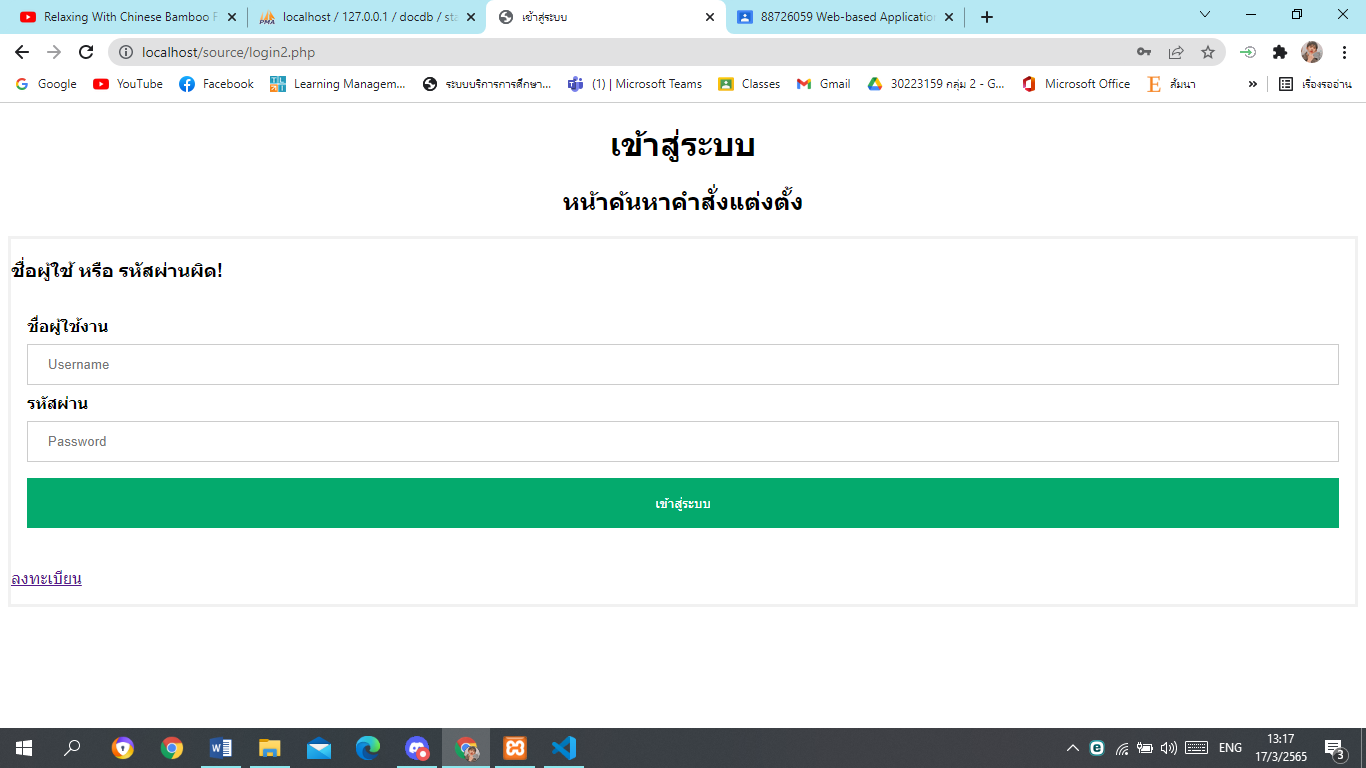 Relaxing With Chinese Bamboo F
localhost / 127.0.0.1 / docdb / sta
เข้าสู่ระบบ
88726059 Web-based Application
localhost/source/login2.php
Google
YouTube
Facebook
Learning Managem...
ระบบบริการการศึกษา...
(1) | Microsoft Teams
Classes
Gmail
30223159 กลุ่ม 2 - G...
Microsoft Office
สัมนา
»
เรื่องรออ่าน
เข้าสู่ระบบ
หน้าค้นหาคำสั่งแต่งตั้ง
ชื่อผู้ใช้ หรือ รหัสผ่านผิด!
ชื่อผู้ใช้งาน
Username
รหัสผ่าน
Password
เข้าสู่ระบบ
ลงทะเบียน
ENG
13:17
17/3/2565
3